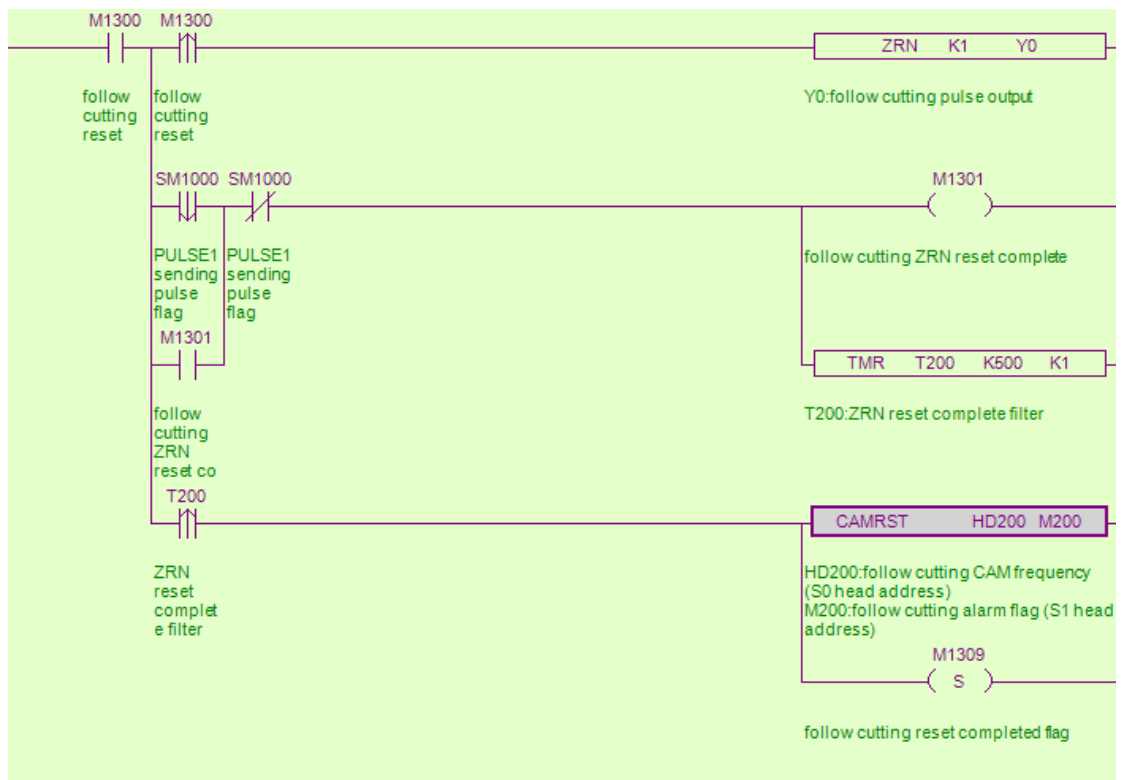 M1300 M1300
ZRN K1 Y0
follow
cutting
reset
follow
cutting
reset
Y0:follow cutting pulse output
SM1000 SM1000
M1301
PULSE1
sending
pulse
flag
PULSE1
sending
pulse
flag
follow cutting ZRN reset complete
M1301
TMR T200 K500 K1
follow
cutting
ZRN
reset co
T200:ZRN reset complete filter
T200
CAMRST HD200 M200
ZRN
reset
complet
e filter
HD200:follow cutting CAM frequency
(S0 head address)
M200:follow cutting alarm flag (S1 head
address)
M1309
S
follow cutting reset completed flag